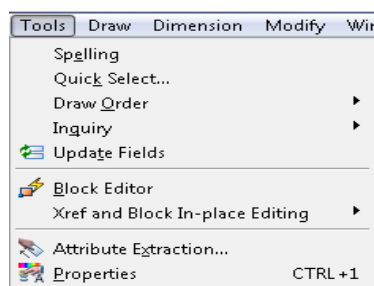 Tools Draw Dimension Modify Wi
Spelling
Quick Select...
Draw Order
Inquiry
Update Fields
Block Editor
Xref and Block In-place Editing
Attribute Extraction...
Properties CTRL+1